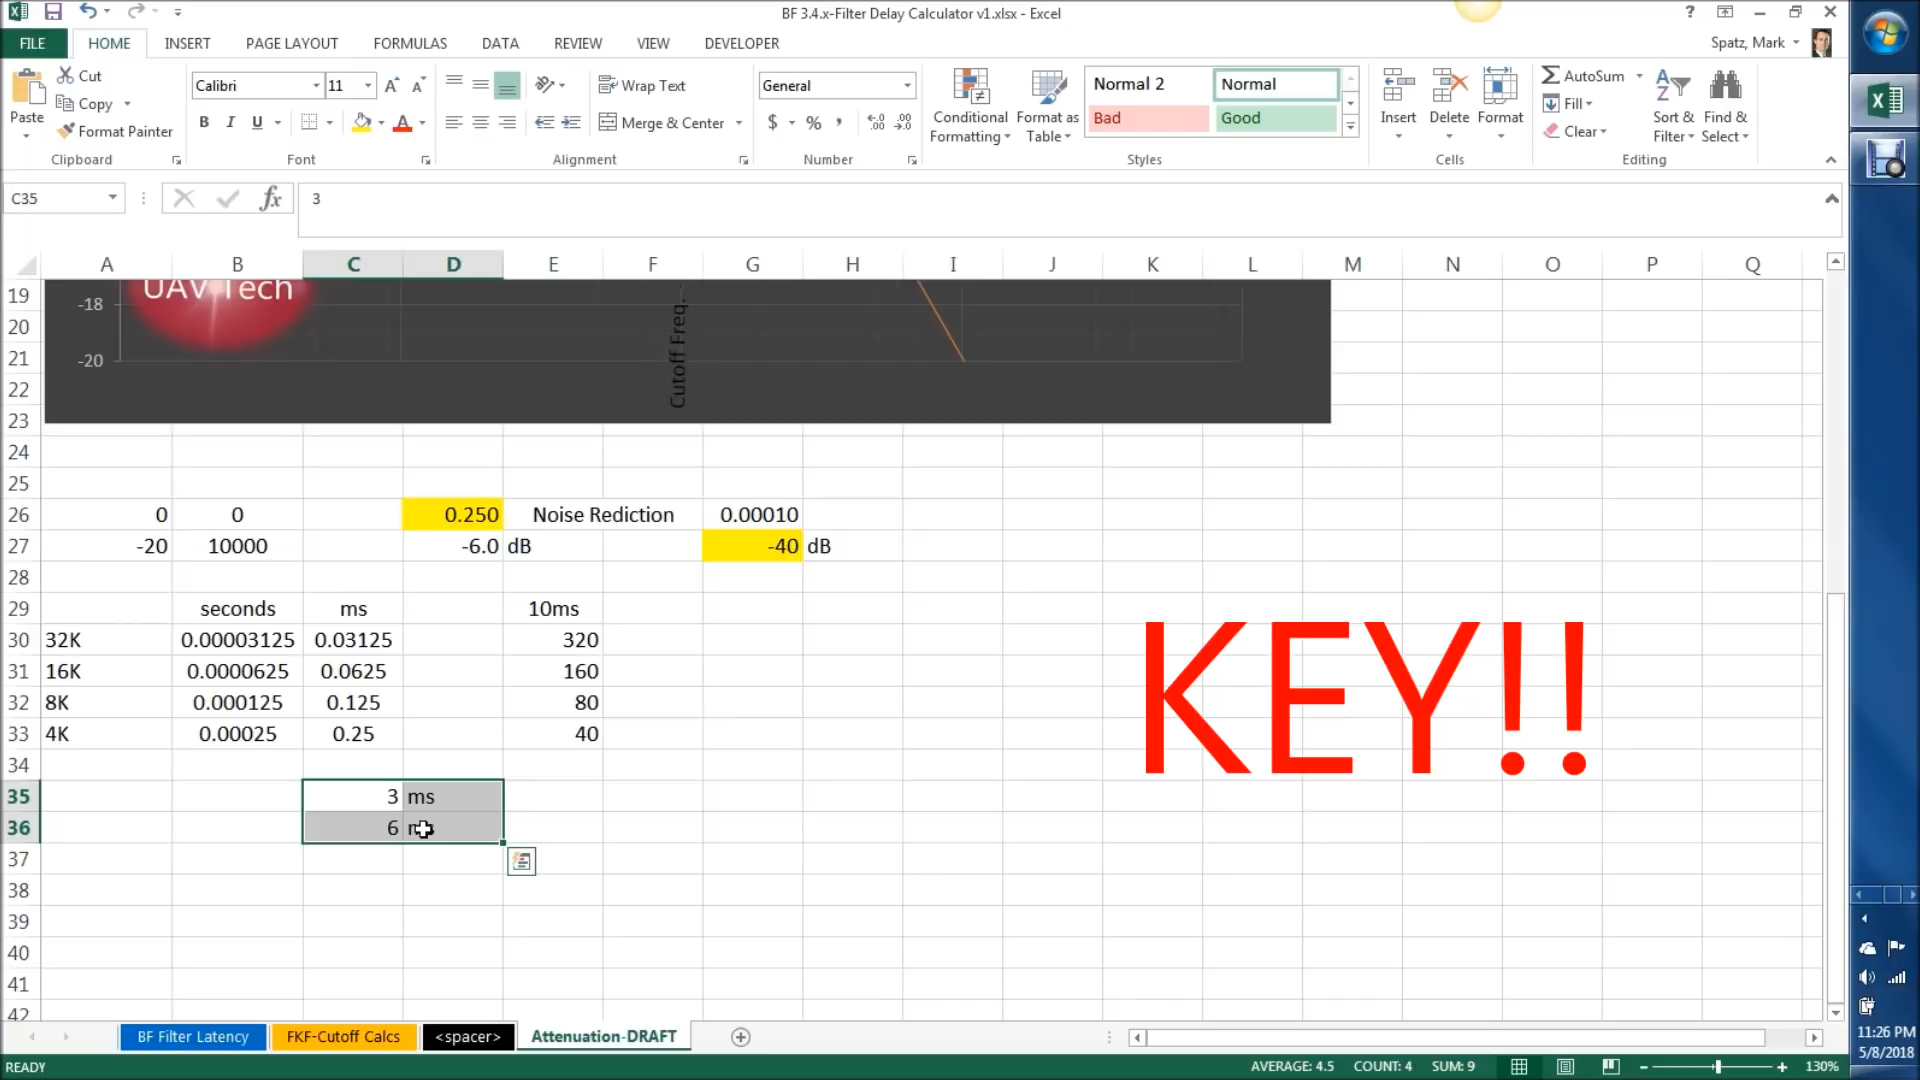 BF 3.4.x-Filter Delay Calculator v1.xlsx - Excel
?
FILE HOME INSERT PAGE LAYOUT FORMULAS DATA REVIEW VIEW DEVELOPER
Spatz, Mark
Paste
Cut
Copy
Format Painter
Clipboard
Calibri 11
B I U
Font
Wrap Text
Merge & Center
Alignment
General
$ % ,
Number
Conditional Formatting
Format as Table
Normal 2 Normal
Bad Good
Styles
Insert Delete Format
Cells
AutoSum
Fill
Clear
Sort & Filter
Find & Select
Editing
C35
fx
3
A B C D E F G H I J K L M N O P Q
19
UAV Tech
-18
Cutoff Freq.
20
21
-20
22
23
24
25
26 0 0 0.250 Noise Rediction 0.00010
27 -20 10000 -6.0 dB -40 dB
28
29 seconds ms 10ms
30 32K 0.00003125 0.03125 320
31 16K 0.0000625 0.0625 160
32 8K 0.000125 0.125 80
33 4K 0.00025 0.25 40
KEY!!
34
35 3 ms
36 6
37
38
39
40
41
42
BF Filter Latency FKF-Cutoff Calcs <spacer> Attenuation-DRAFT
READY
AVERAGE: 4.5 COUNT: 4 SUM: 9
130%
11:26 PM
5/8/2018